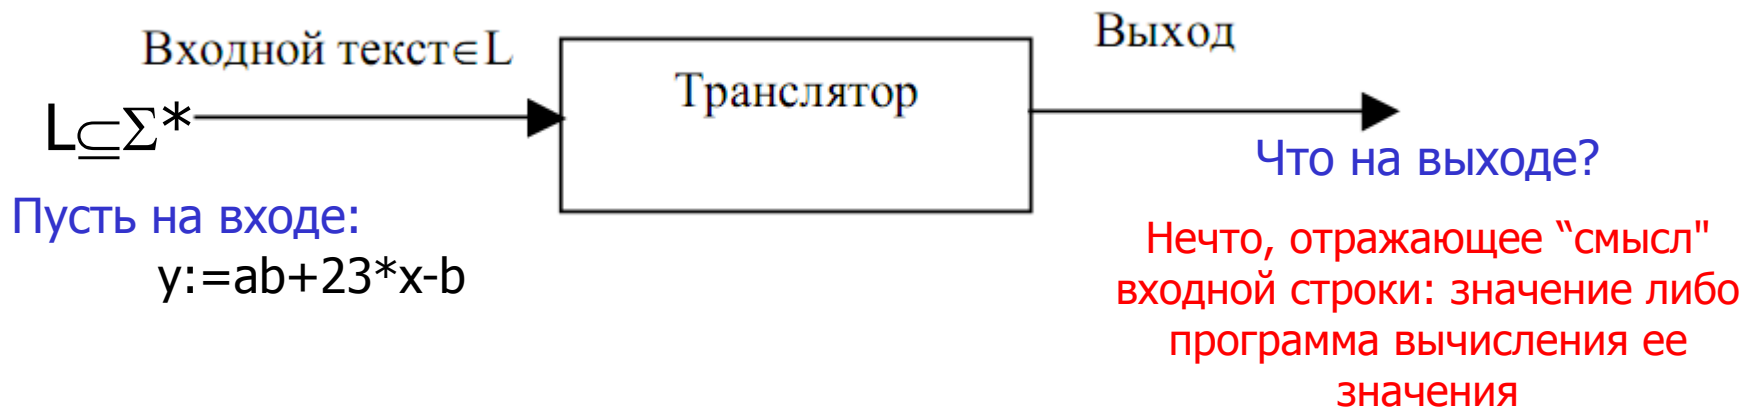 Входной текст∈L
Транслятор
Выход
L⊆Σ*
Что на выходе?
Пусть на входе:
y:=ab+23*x-b
Нечто, отражающее “смысл"
входной строки: значение либо
программа вычисления ее
значения